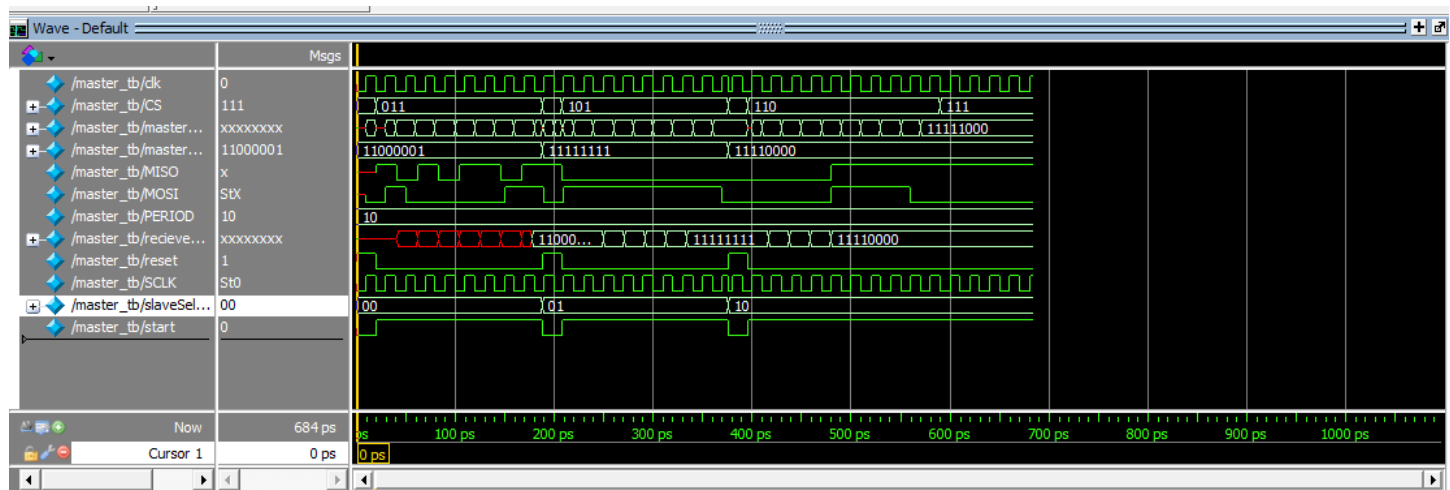 Wave - Default
Msgs
/master_tb/clk 0
/master_tb/CS 111 011 101 110 111
/master_tb/master... xxxxxxxx 11111000
/master_tb/master... 11000001 11000001 11111111 11110000
/master_tb/MISO x
/master_tb/MOSI StX
/master_tb/PERIOD 10 10
/master_tb/recieve... xxxxxxxx 11000... 11111111 11110000
/master_tb/reset 1
/master_tb/SCLK St0
/master_tb/slaveSel... 00 00 01 10
/master_tb/start 0
Now 684 ps ps 100 ps 200 ps 300 ps 400 ps 500 ps 600 ps 700 ps 800 ps 900 ps 1000 ps
Cursor 1 0 ps 0 ps